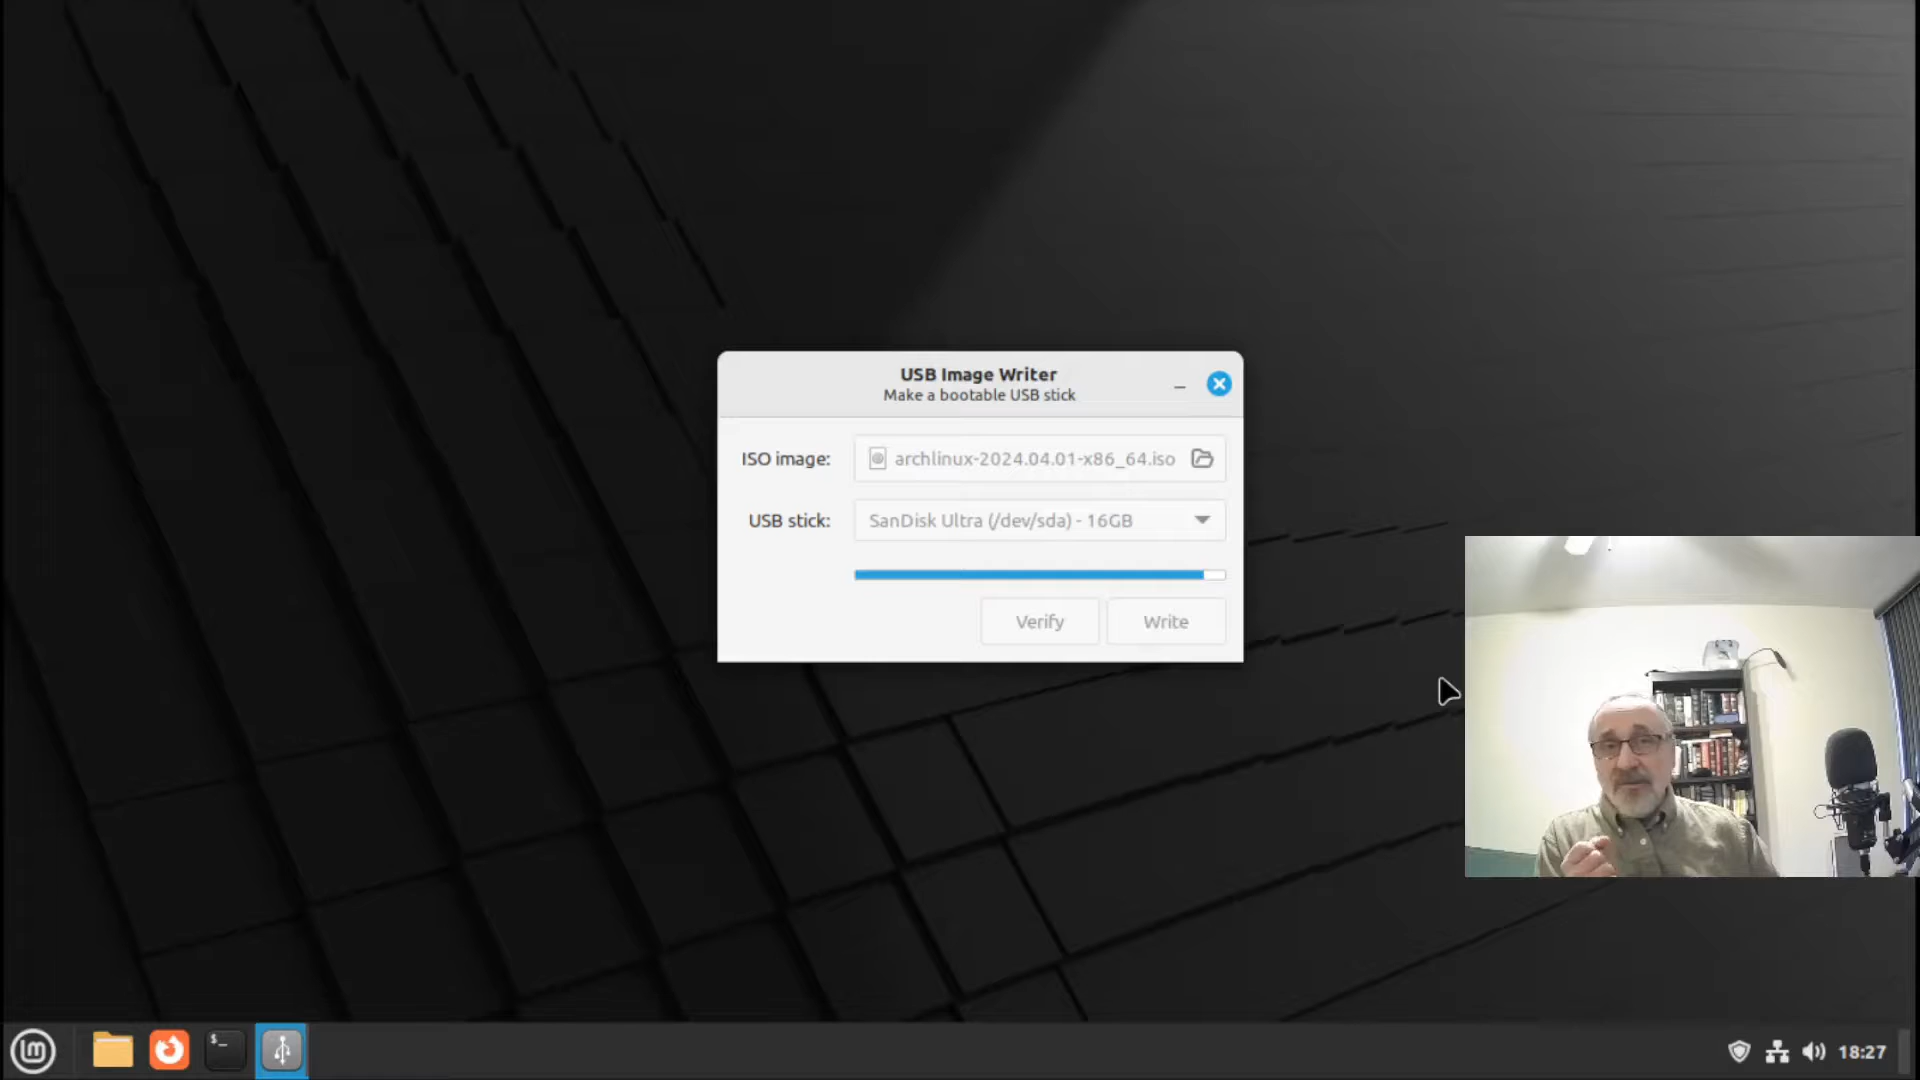 USB Image Writer
Make a bootable USB stick
ISO image: archlinux-2024.04.01-x86_64.iso
USB stick: SanDisk Ultra (/dev/sda) - 16GB
Verify Write
$_
18:27